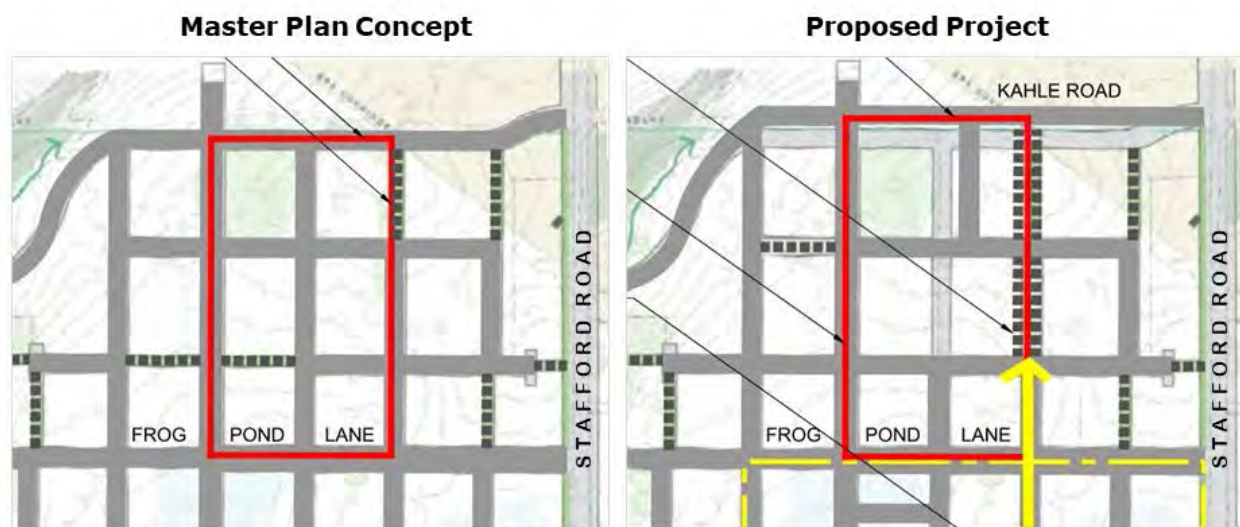 Master Plan Concept
FROG POND LANE
STAFFORD ROAD
Proposed Project
KAHLE ROAD
FROG POND LANE
STAFFORD ROAD